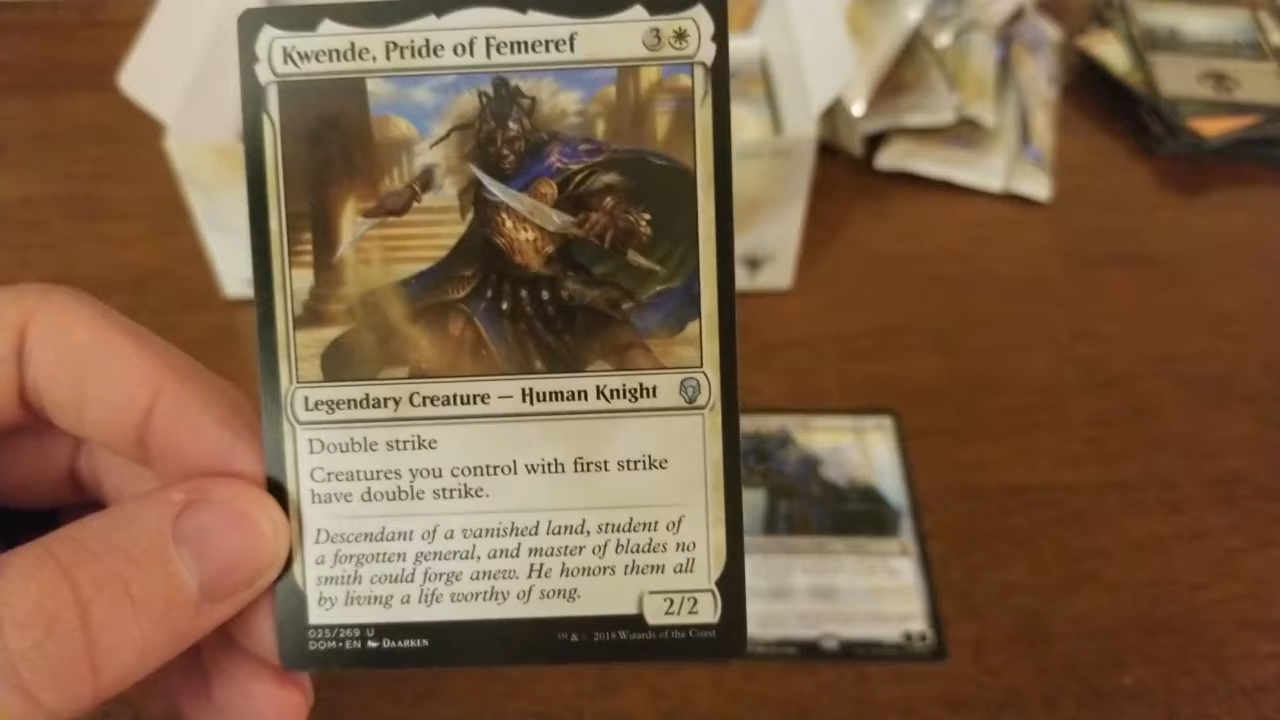 Kwende, Pride of Femeref 3
Legendary Creature — Human Knight
Double strike
Creatures you control with first strike
have double strike.
Descendant of a vanished land, student of
a forgotten general, and master of blades no
smith could forge anew. He honors them all
by living a life worthy of song.
2/2
025/269 U
DOM • EN DAARKEN
™ & © 2018 Wizards of the Coast